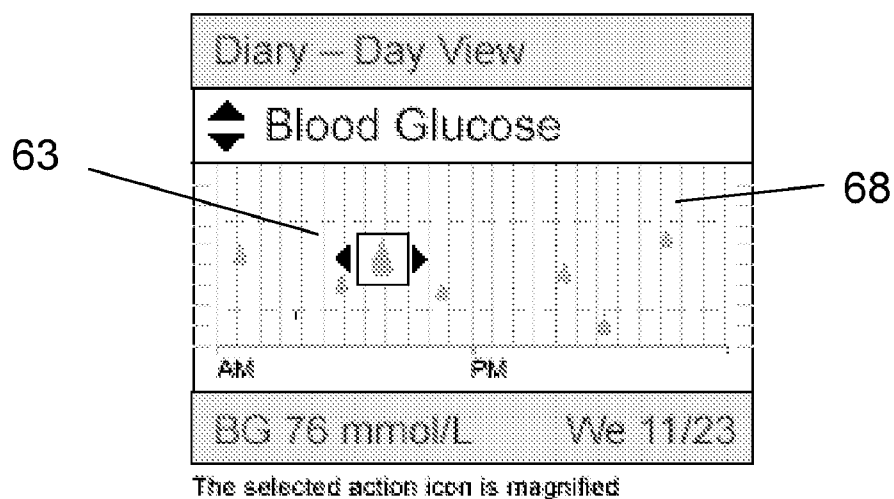 Diary – Day View
Blood Glucose
63
68
AM PM
BG 76 mmol/L We 11/23
The selected action icon is magnified